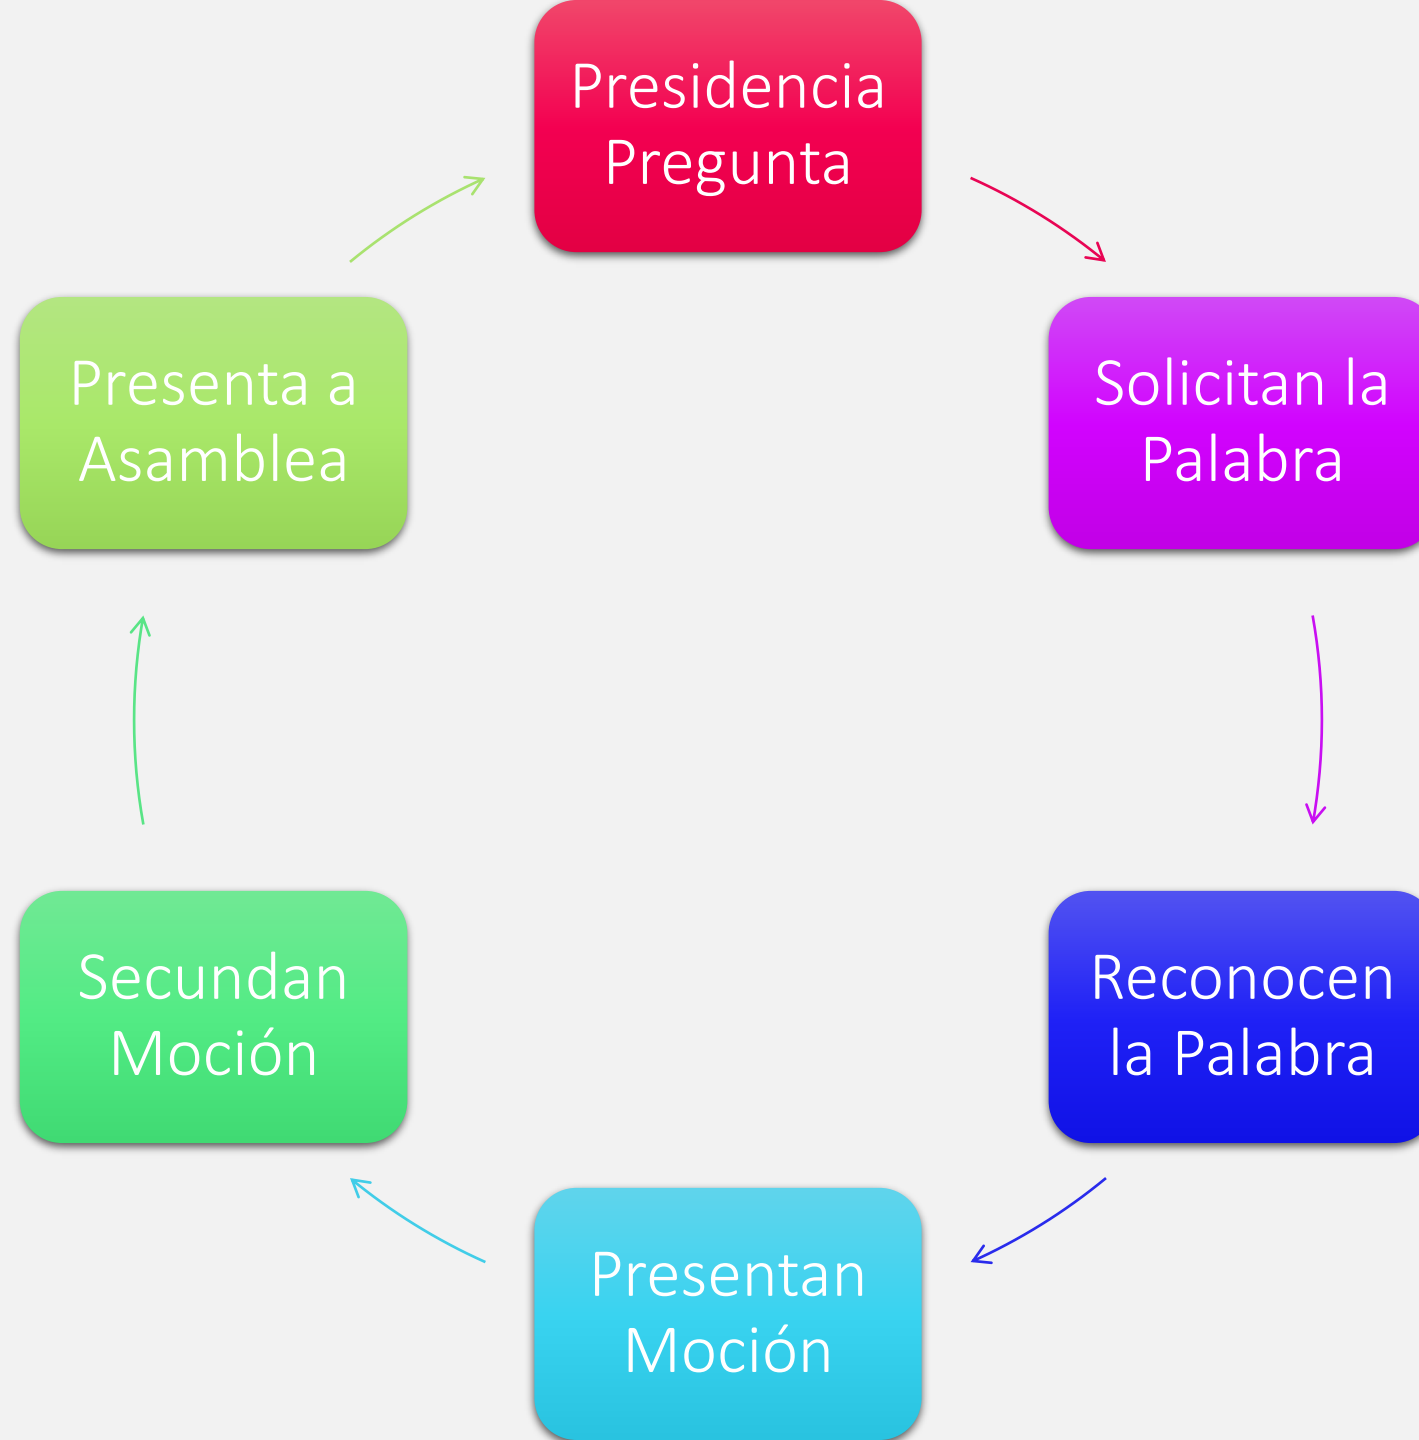 Presidencia
Pregunta
Solicitan la
Palabra
Reconocen
la Palabra
Presentan
Moción
Secundan
Moción
Presenta a
Asamblea